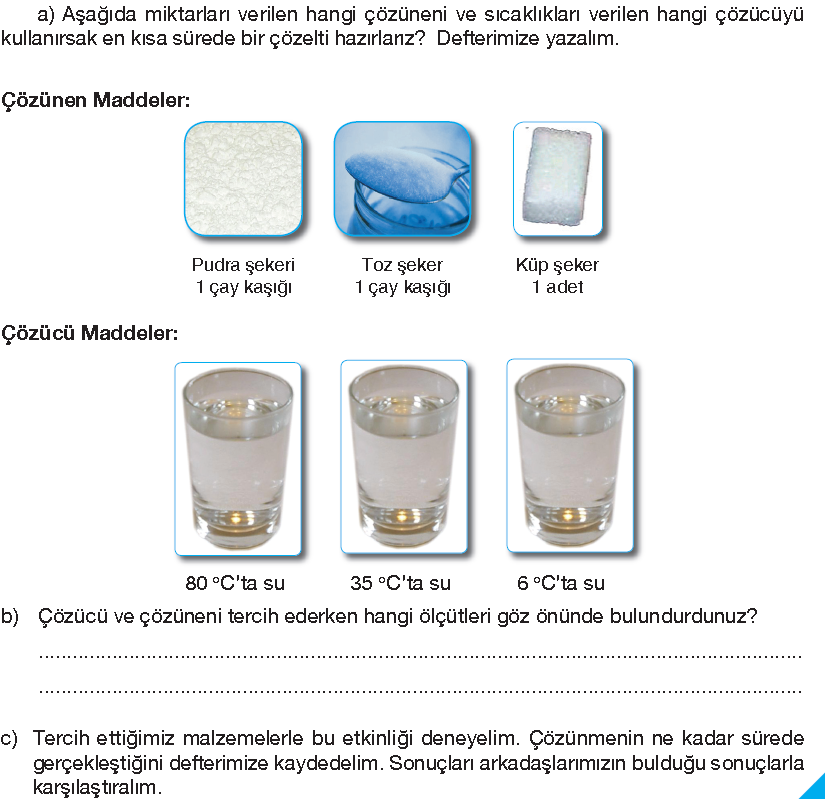 a) Aşağıda miktarları verilen hangi çözüneni ve sıcaklıkları verilen hangi çözücüyü
kullanırsak en kısa sürede bir çözelti hazırlarız? Defterimize yazalım.
Çözünen Maddeler:
Pudra şekeri Toz şeker Küp şeker
1 çay kaşığı 1 çay kaşığı 1 adet
Çözücü Maddeler:
80 °C'ta su 35 °C'ta su 6 °C'ta su
b) Çözücü ve çözüneni tercih ederken hangi ölçütleri göz önünde bulundurdunuz?
c) Tercih ettiğimiz malzemelerle bu etkinliği deneyelim. Çözünmenin ne kadar sürede
gerçekleştiğini defterimize kaydedelim. Sonuçları arkadaşlarımızın bulduğu sonuçlarla
karşılaştıralım.